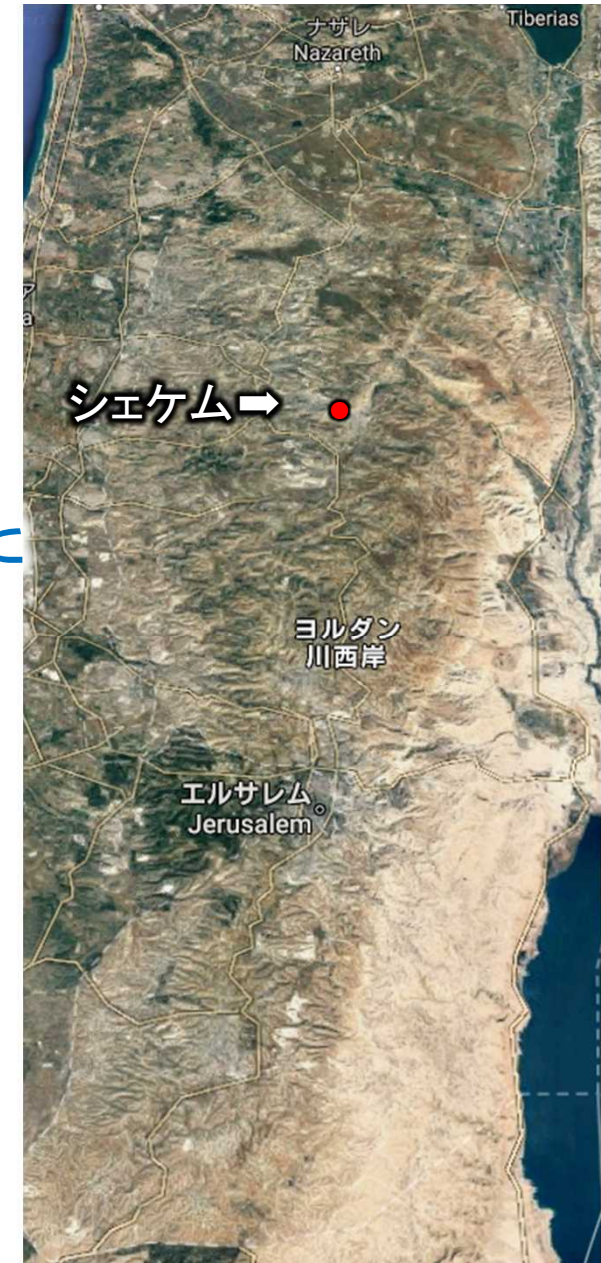 ナザレ
Nazareth
Tiberias
ア
a
シェケム➡
ヨルダン
川西岸
エルサレム
Jerusalem